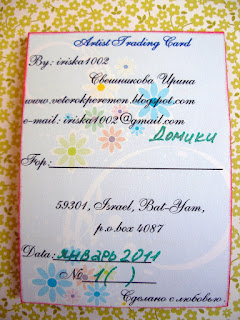 Artist Trading Card
By: iriska1002
Свешникова Ирина
www.veterokperemen.blogspot.com
e-mail: iriska1002@gmail.com
Домики
For:
59301, Israel, Bat-Yam,
p.o.box 4087
Data: январь 2011
№ 1( )
Сделано с любовью